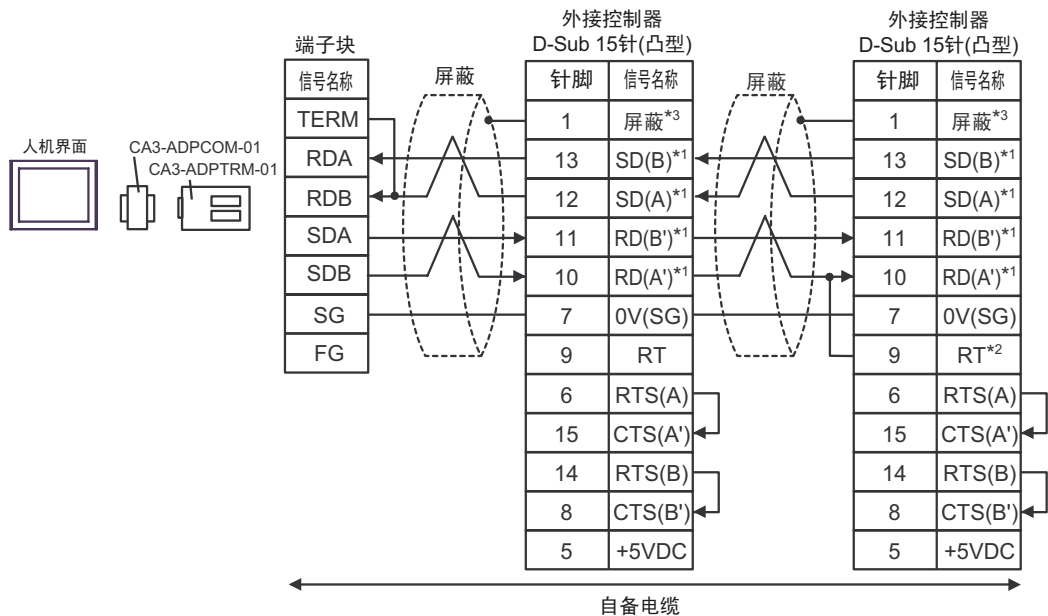 外接控制器
D-Sub 15针(凸型)
外接控制器
D-Sub 15针(凸型)
端子块
信号名称
TERM
RDA
RDB
SDA
SDB
SG
FG
屏蔽
人机界面
CA3-ADPCOM-01
CA3-ADPTRM-01
针脚 信号名称
1 屏蔽*3
13 SD(B)*1
12 SD(A)*1
11 RD(B')*1
10 RD(A')*1
7 0V(SG)
9 RT
6 RTS(A)
15 CTS(A')
14 RTS(B)
8 CTS(B')
5 +5VDC
屏蔽
针脚 信号名称
1 屏蔽*3
13 SD(B)*1
12 SD(A)*1
11 RD(B')*1
10 RD(A')*1
7 0V(SG)
9 RT*2
6 RTS(A)
15 CTS(A')
14 RTS(B)
8 CTS(B')
5 +5VDC
自备电缆